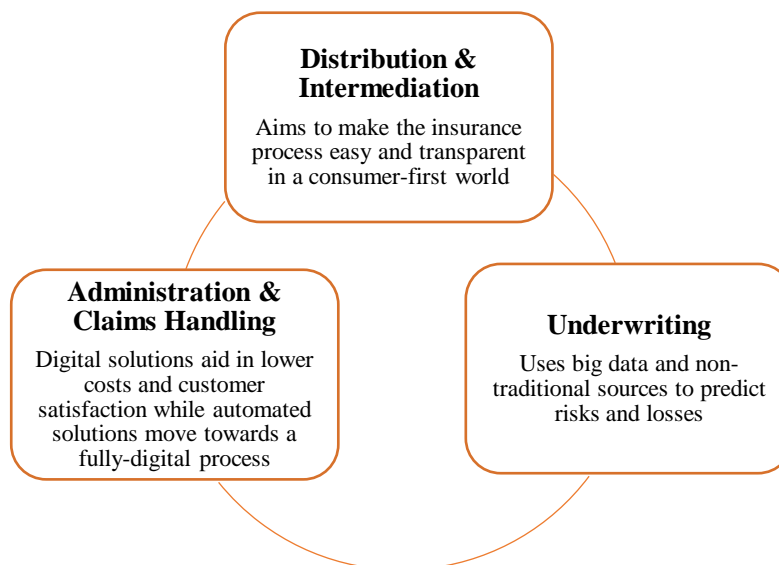 Distribution &
Intermediation
Aims to make the insurance
process easy and transparent
in a consumer-first world
Administration &
Claims Handling
Digital solutions aid in lower
costs and customer
satisfaction while automated
solutions move towards a
fully-digital process
Underwriting
Uses big data and non-
traditional sources to predict
risks and losses